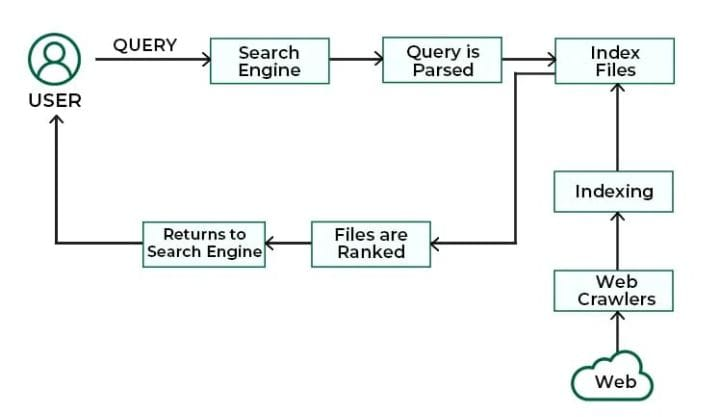 QUERY
Search
Engine
Query is
Parsed
Index
Files
USER
Indexing
Returns to
Search Engine
Files are
Ranked
Web
Crawlers
Web